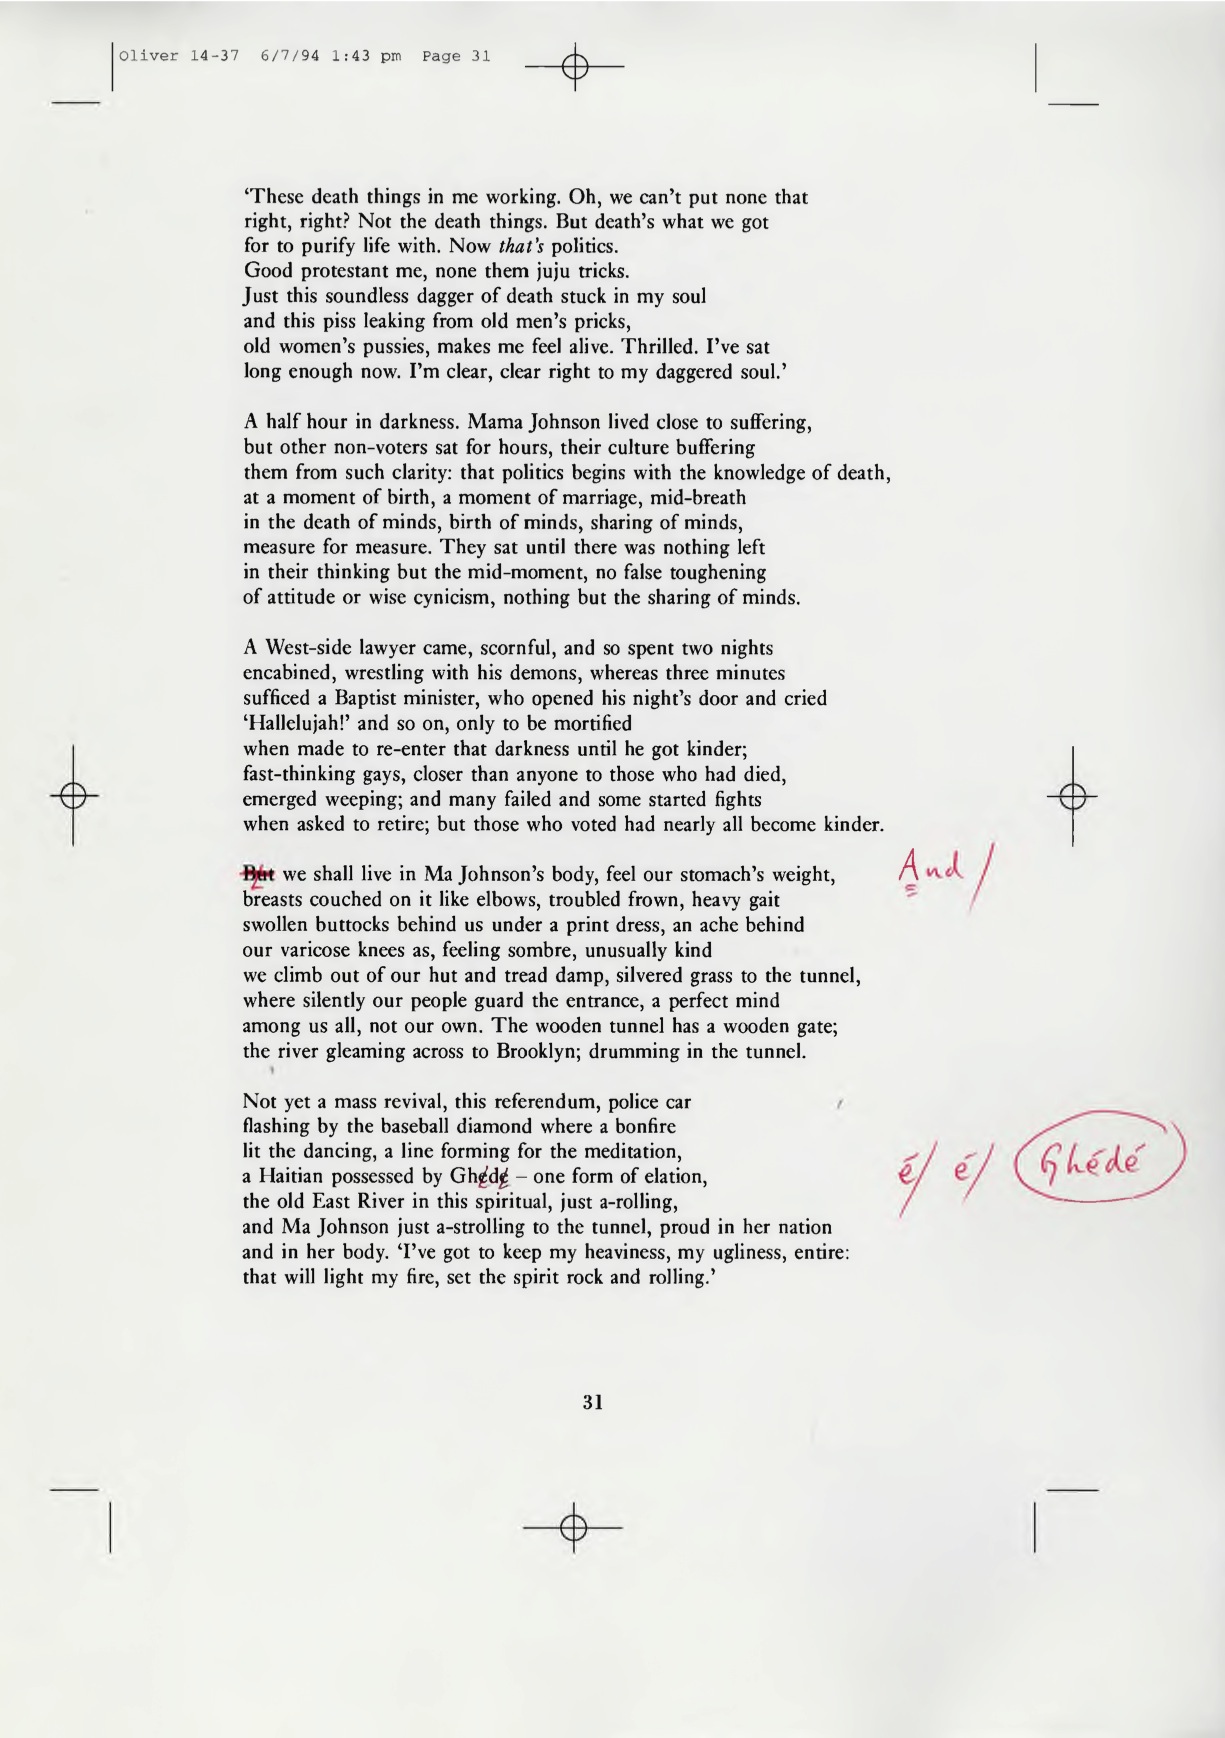 Oliver 14-37 6/7/94 1:43 pm Page 31
‘These death things in me working. Oh, we can’t put none that
right, right? Not the death things. But death’s what we got
for to purify life with. Now that’s politics.
Good protestant me, none them juju tricks.
Just this soundless dagger of death stuck in my soul
and this piss leaking from old men’s pricks,
old women’s pussies, makes me feel alive. Thrilled. I’ve sat
long enough now. I’m clear, clear right to my daggered soul.’
A half hour in darkness. Mama Johnson lived close to suffering,
but other non-voters sat for hours, their culture buffering
them from such clarity: that politics begins with the knowledge of death,
at a moment of birth, a moment of marriage, mid-breath
in the death of minds, birth of minds, sharing of minds,
measure for measure. They sat until there was nothing left
in their thinking but the mid-moment, no false toughening
of attitude or wise cynicism, nothing but the sharing of minds.
A West-side lawyer came, scornful, and so spent two nights
encabined, wrestling with his demons, whereas three minutes
sufficed a Baptist minister, who opened his night’s door and cried
‘Hallelujah!’ and so on, only to be mortified
when made to re-enter that darkness until he got kinder;
fast-thinking gays, closer than anyone to those who had died,
emerged weeping; and many failed and some started fights
when asked to retire; but those who voted had nearly all become kinder.
But we shall live in Ma Johnson’s body, feel our stomach’s weight, And /
breasts couched on it like elbows, troubled frown, heavy gait
swollen buttocks behind us under a print dress, an ache behind
our varicose knees as, feeling sombre, unusually kind
we climb out of our hut and tread damp, silvered grass to the tunnel,
where silently our people guard the entrance, a perfect mind
among us all, not our own. The wooden tunnel has a wooden gate;
the river gleaming across to Brooklyn; drumming in the tunnel.
Not yet a mass revival, this referendum, police car
flashing by the baseball diamond where a bonfire
lit the dancing, a line forming for the meditation,
a Haitian possessed by Ghede – one form of elation, é/ é/ Ghédé
the old East River in this spiritual, just a-rolling,
and Ma Johnson just a-strolling to the tunnel, proud in her nation
and in her body. ‘I’ve got to keep my heaviness, my ugliness, entire:
that will light my fire, set the spirit rock and rolling.’
31